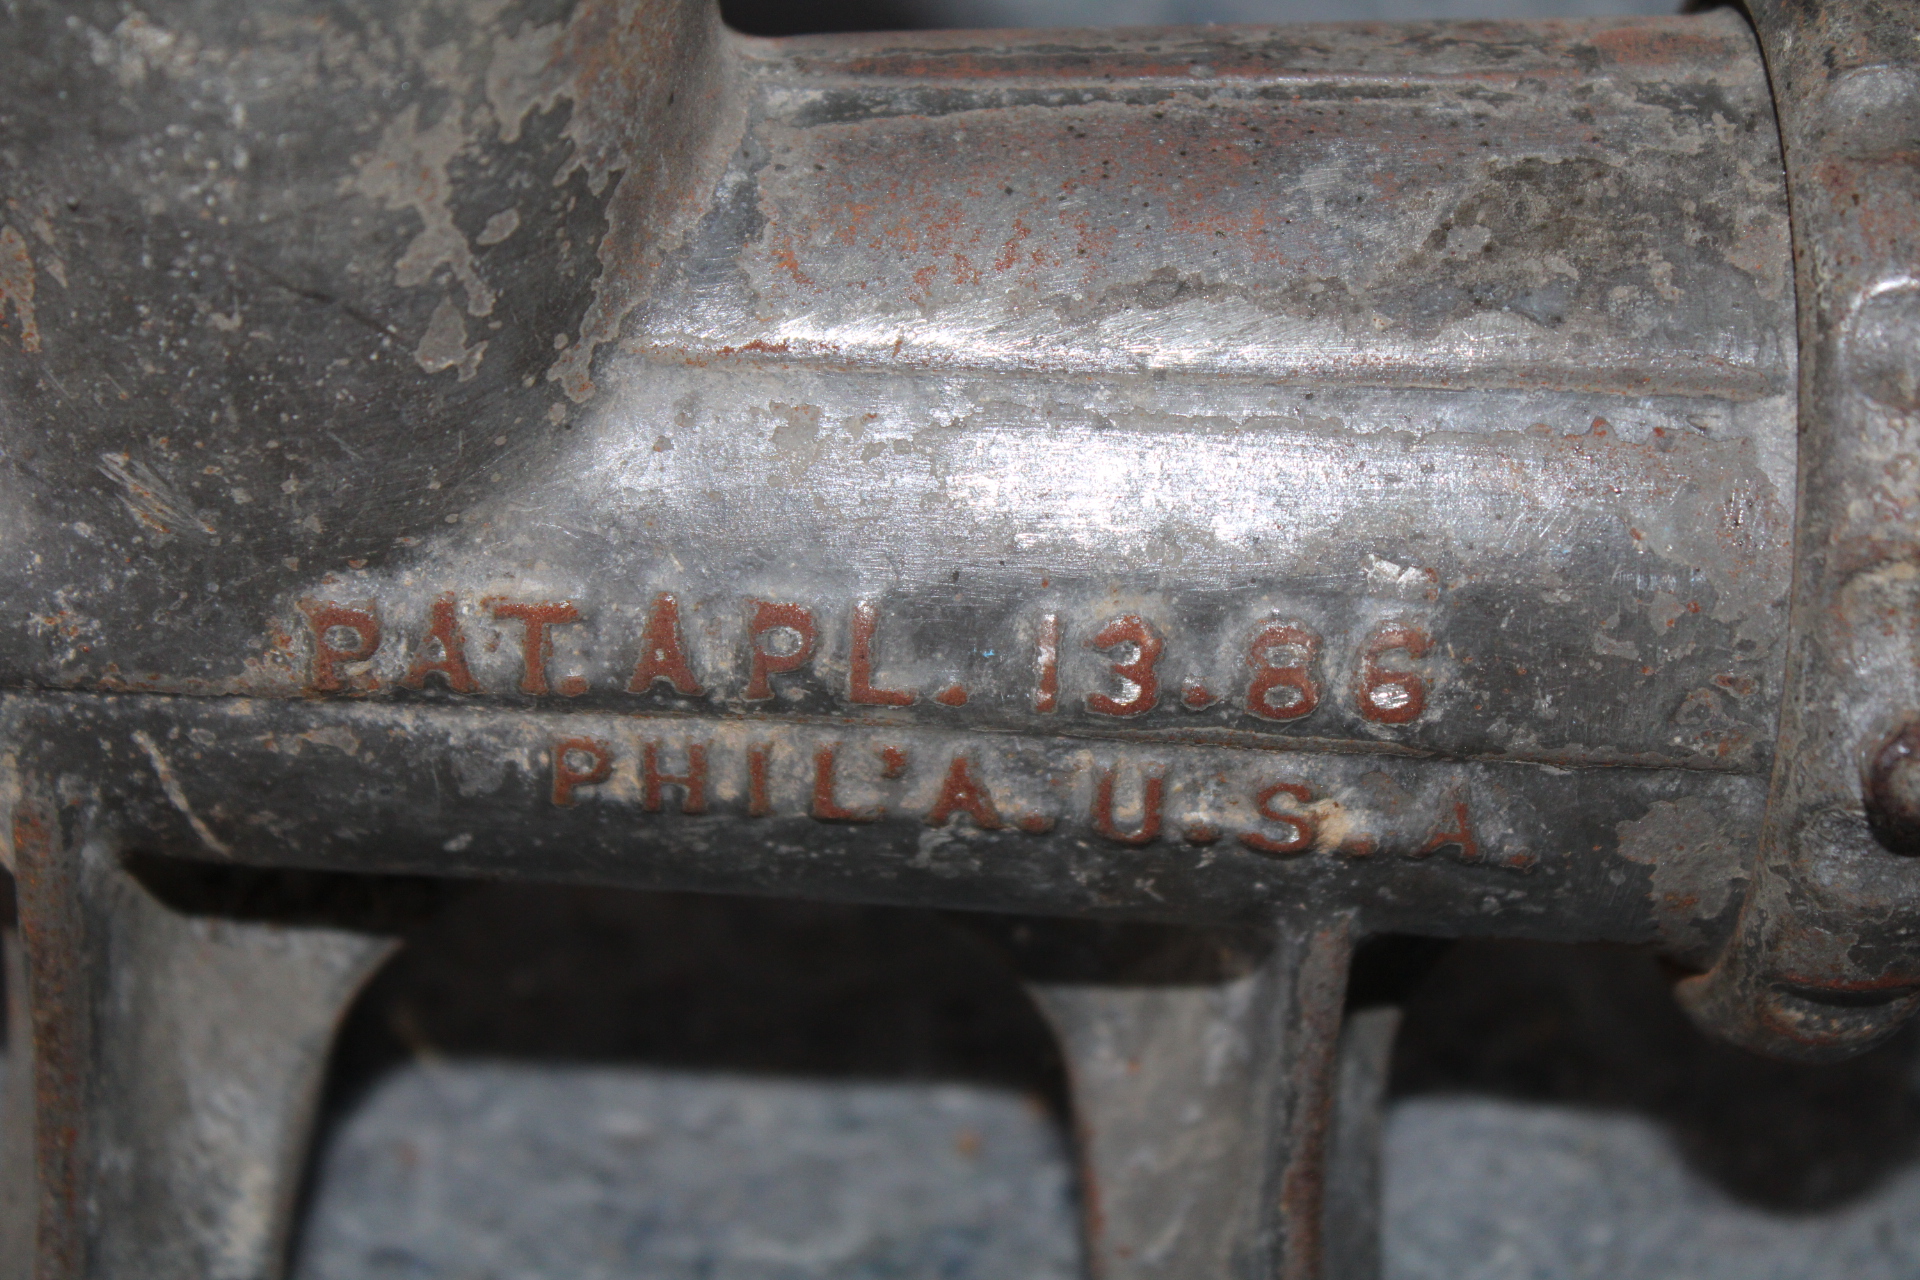 PAT. APL. 13. 86
PHIL'A. U. S. A.